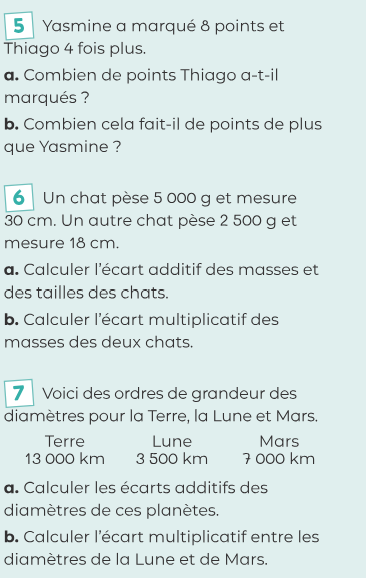 5 Yasmine a marqué 8 points et
Thiago 4 fois plus.
a. Combien de points Thiago a-t-il
marqués ?
b. Combien cela fait-il de points de plus
que Yasmine ?
6 Un chat pèse 5 000 g et mesure
30 cm. Un autre chat pèse 2 500 g et
mesure 18 cm.
a. Calculer l'écart additif des masses et
des tailles des chats.
b. Calculer l'écart multiplicatif des
masses des deux chats.
7 Voici des ordres de grandeur des
diamètres pour la Terre, la Lune et Mars.
Terre Lune Mars
13 000 km 3 500 km 7 000 km
a. Calculer les écarts additifs des
diamètres de ces planètes.
b. Calculer l'écart multiplicatif entre les
diamètres de la Lune et de Mars.